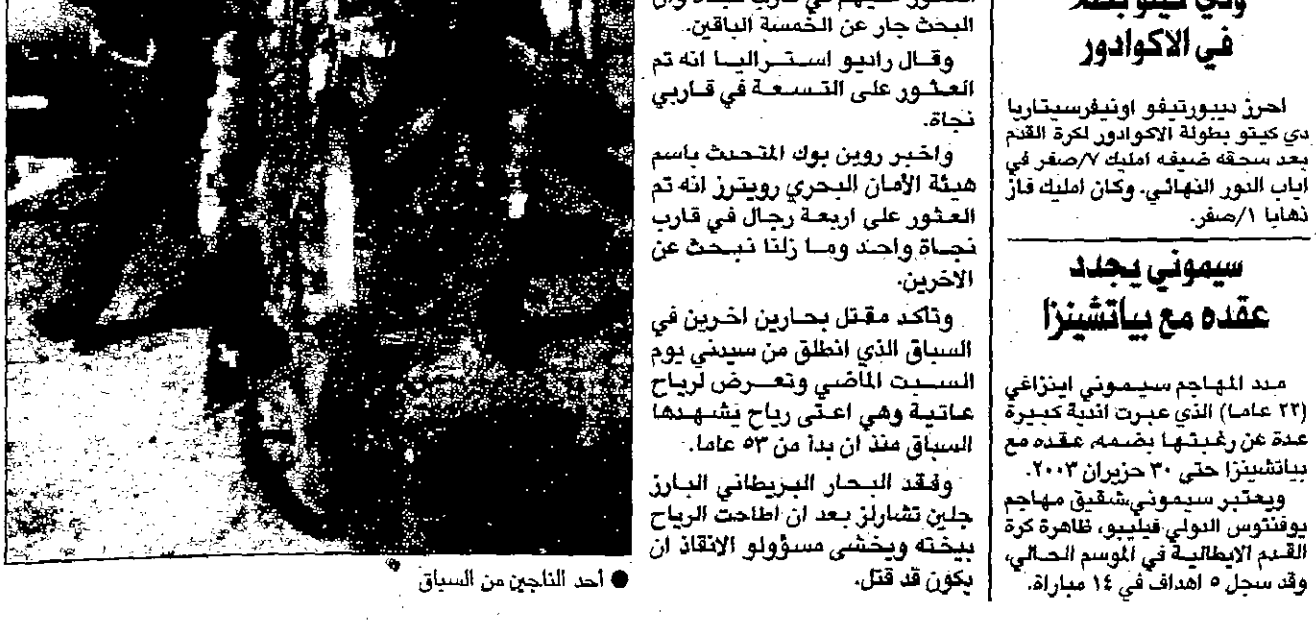 في الاكوادور
احرز ديبورتيفو اونيفرسيتاريا
دي كيتو بطولة الاكوادور لكرة القدم
بعد سحقه ضيفه امليك ٧/صفر في
اياب الدور النهائي. وكان امليك فاز
ذهابا ١/صفر.
سيموني يجدد
عقده مع بياتشينزا
مدد المهاجم سيموني اينزاغي
(٢٢ عاما) الذي عبرت اندية كبيرة
عدة عن رغبتها بضمه، عقده مع
بياتشينزا حتى ٣٠ حزيران ٢٠٠٣.
ويعتبر سيموني،شقيق مهاجم
يوفنتوس الدولي فيليبو، ظاهرة كرة
القدم الايطالية في الموسم الحالي،
وقد سجل ٥ اهداف في ١٤ مباراة.
البحث جار عن الخمسة الباقين.
وقال راديو استراليا انه تم
العثور على التسعة في قاربي
نجاة.
واخبر روبن بوك المتحدث باسم
هيئة الأمان البحري رويترز انه تم
العثور على اربعة رجال في قارب
نجاة واحد وما زلنا نبحث عن
الاخرين.
وتاكد مقتل بحارين اخرين في
السباق الذي انطلق من سيدني يوم
السبت الماضي وتعرض لرياح
عاتية وهي اعتى رياح يشهدها
السباق منذ ان بدأ من ٥٣ عاما.
وفقد البحار البريطاني البارز
جلين تشارلز بعد ان اطاحت الرياح
بيخته ويخشى مسؤولو الانقاذ ان
يكون قد قتل.
● أحد الناجين من السباق